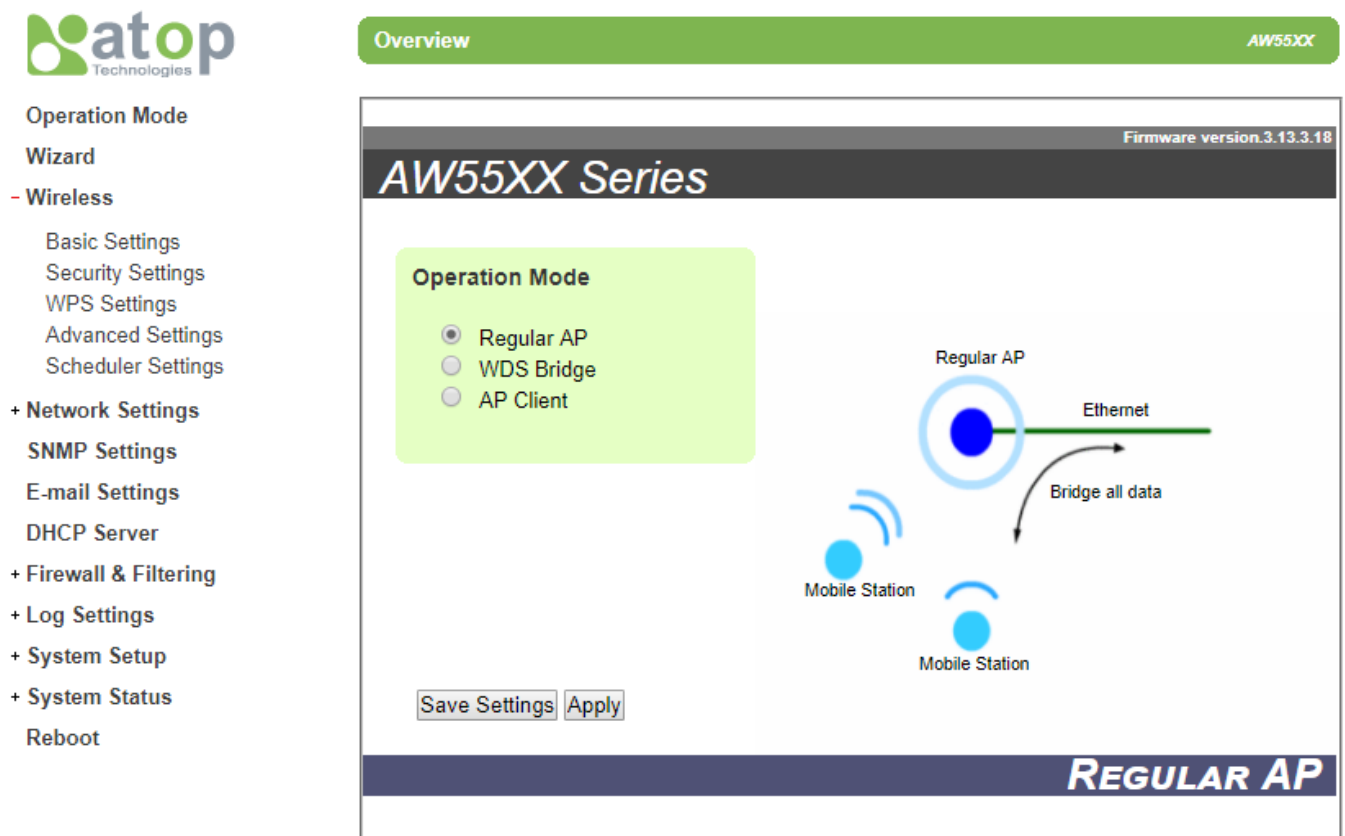 atop
Technologies
Overview
AW55XX
Operation Mode
Wizard
– Wireless
Basic Settings
Security Settings
WPS Settings
Advanced Settings
Scheduler Settings
+ Network Settings
SNMP Settings
E-mail Settings
DHCP Server
+ Firewall & Filtering
+ Log Settings
+ System Setup
+ System Status
Reboot
Firmware version.3.13.3.18
AW55XX Series
Operation Mode
Regular AP
WDS Bridge
AP Client
Regular AP
Ethernet
Bridge all data
Mobile Station
Mobile Station
Save Settings
Apply
REGULAR AP